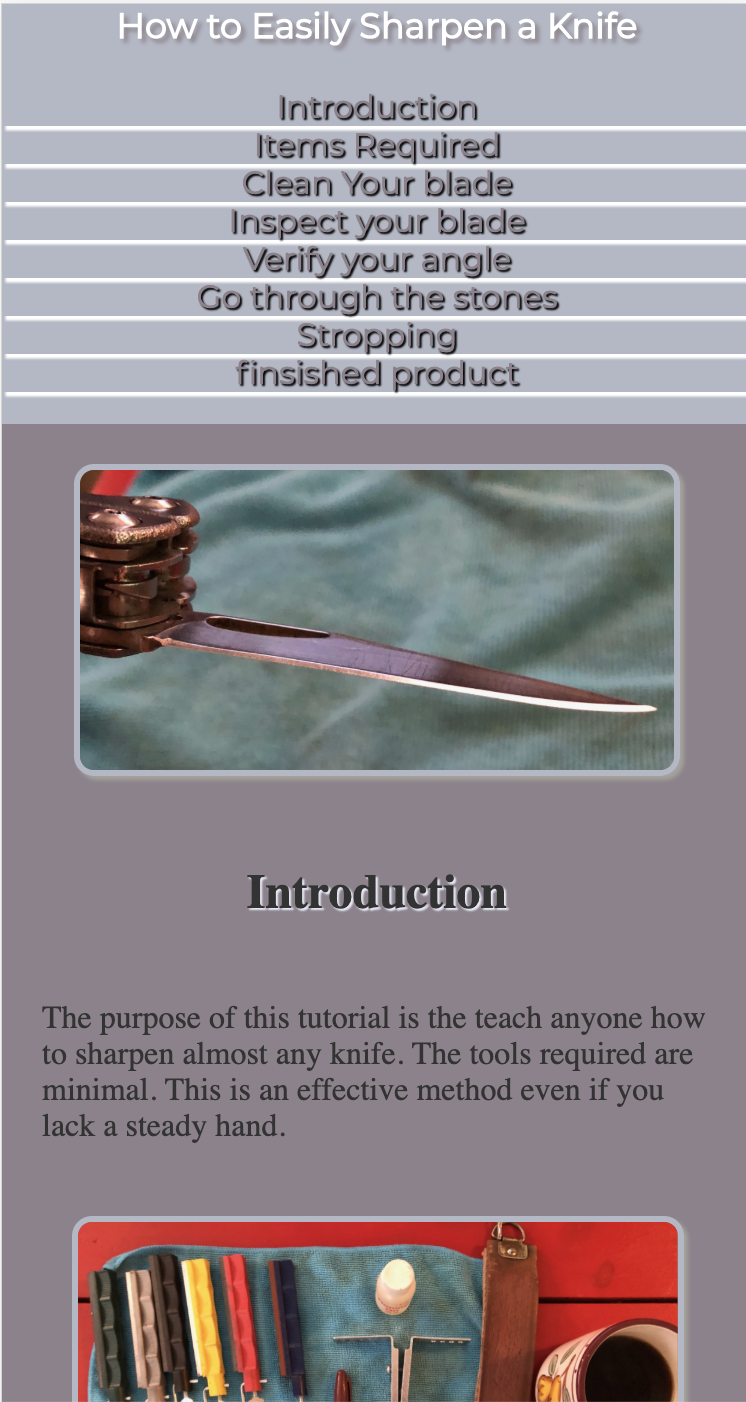 How to Easily Sharpen a Knife
Introduction
Items Required
Clean Your blade
Inspect your blade
Verify your angle
Go through the stones
Stropping
finsished product
Introduction
The purpose of this tutorial is the teach anyone how
to sharpen almost any knife. The tools required are
minimal. This is an effective method even if you
lack a steady hand.